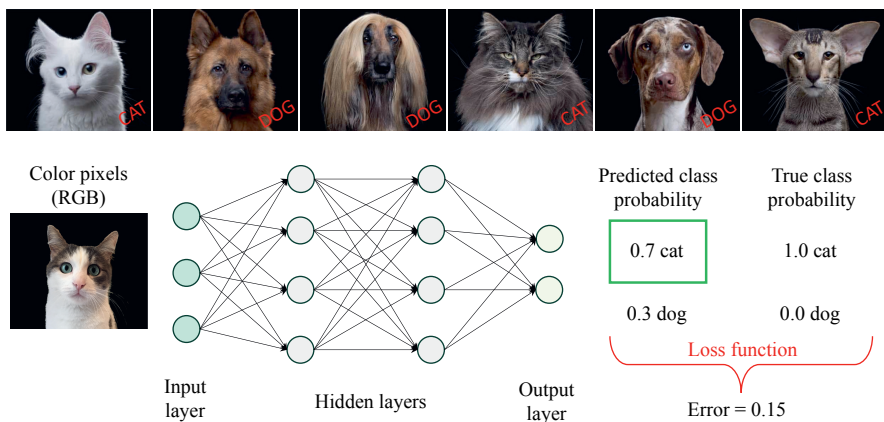 CAT
DOG
DOG
CAT
DOG
CAT
Color pixels
(RGB)
Predicted class
probability
True class
probability
0.7 cat
1.0 cat
0.3 dog
0.0 dog
Loss function
Input
layer
Hidden layers
Output
layer
Error = 0.15